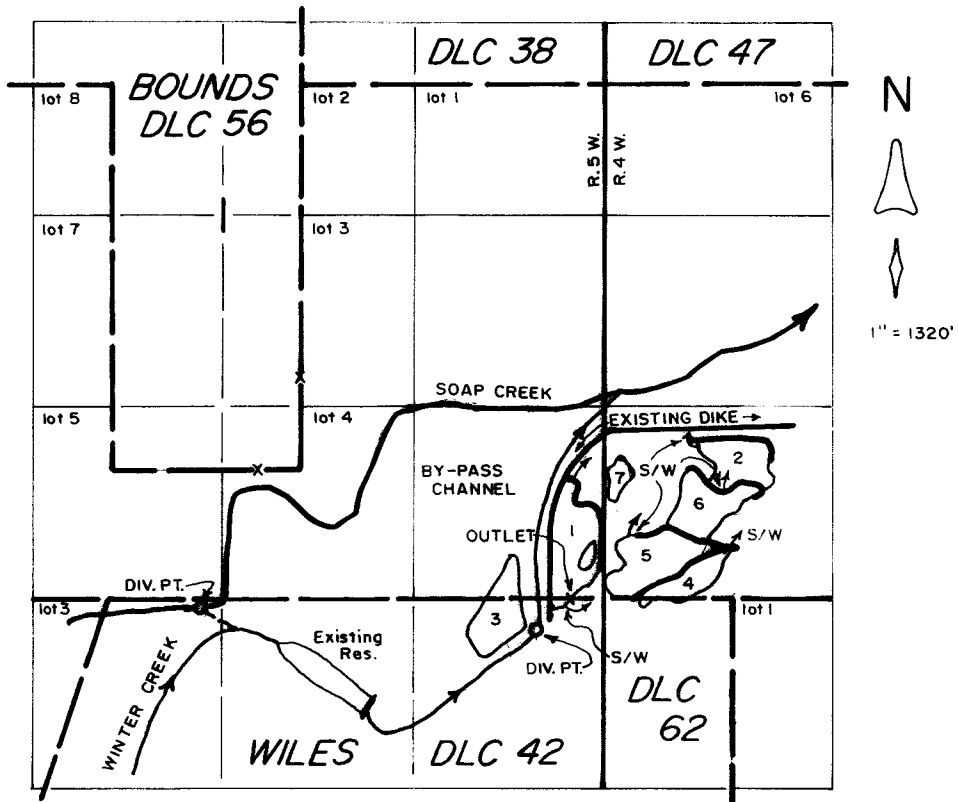 DLC 38
DLC 47
BOUNDS
DLC 56
lot 8
lot 2
lot 1
lot 6
N
R.5 W.
R.4 W.
lot 7
lot 3
1" = 1320'
SOAP CREEK
lot 5
lot 4
EXISTING DIKE →
BY-PASS
CHANNEL
7
S/W
2
6
OUTLET
1
5
S/W
4
DIV. PT.
lot 3
lot 1
3
Existing
Res.
S/W
DIV. PT.
WINTER CREEK
DLC
62
WILES
DLC 42